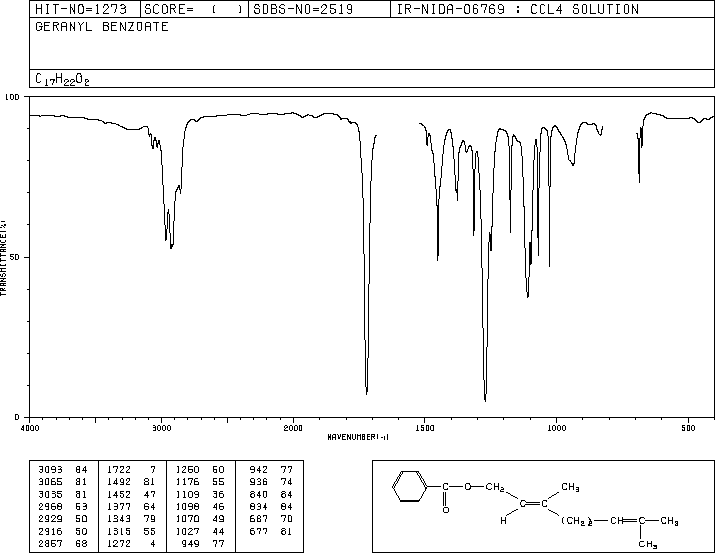 HIT-NO=1273 SCORE= ( ) SDBS-NO=2519 IR-NIDA-06769 : CCL4 SOLUTION
GERANYL BENZOATE
C17H22O2
100
50
0
TRANSMITTANCE(%)
4000 3000 2000 1500 1000 500
WAVENUMBER(-1)
3093 84 1722 7 1250 50 942 77
3065 81 1492 81 1176 55 936 74
3035 81 1452 47 1109 36 840 84
2968 53 1377 64 1098 46 834 84
2929 50 1343 79 1070 49 687 70
2916 50 1315 55 1027 44 677 81
2857 68 1272 4 949 77
C O CH2 CH3
O C C
H (CH2)2 CH C CH3
CH3